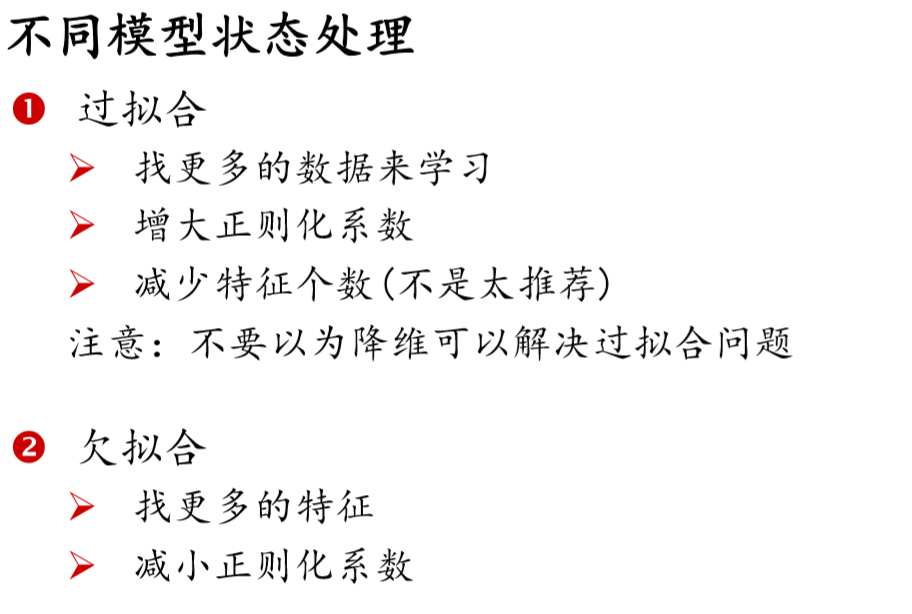 不同模型状态处理
❶ 过拟合
➢ 找更多的数据来学习
➢ 增大正则化系数
➢ 减少特征个数(不是太推荐)
注意：不要以为降维可以解决过拟合问题
❷ 欠拟合
➢ 找更多的特征
➢ 减小正则化系数